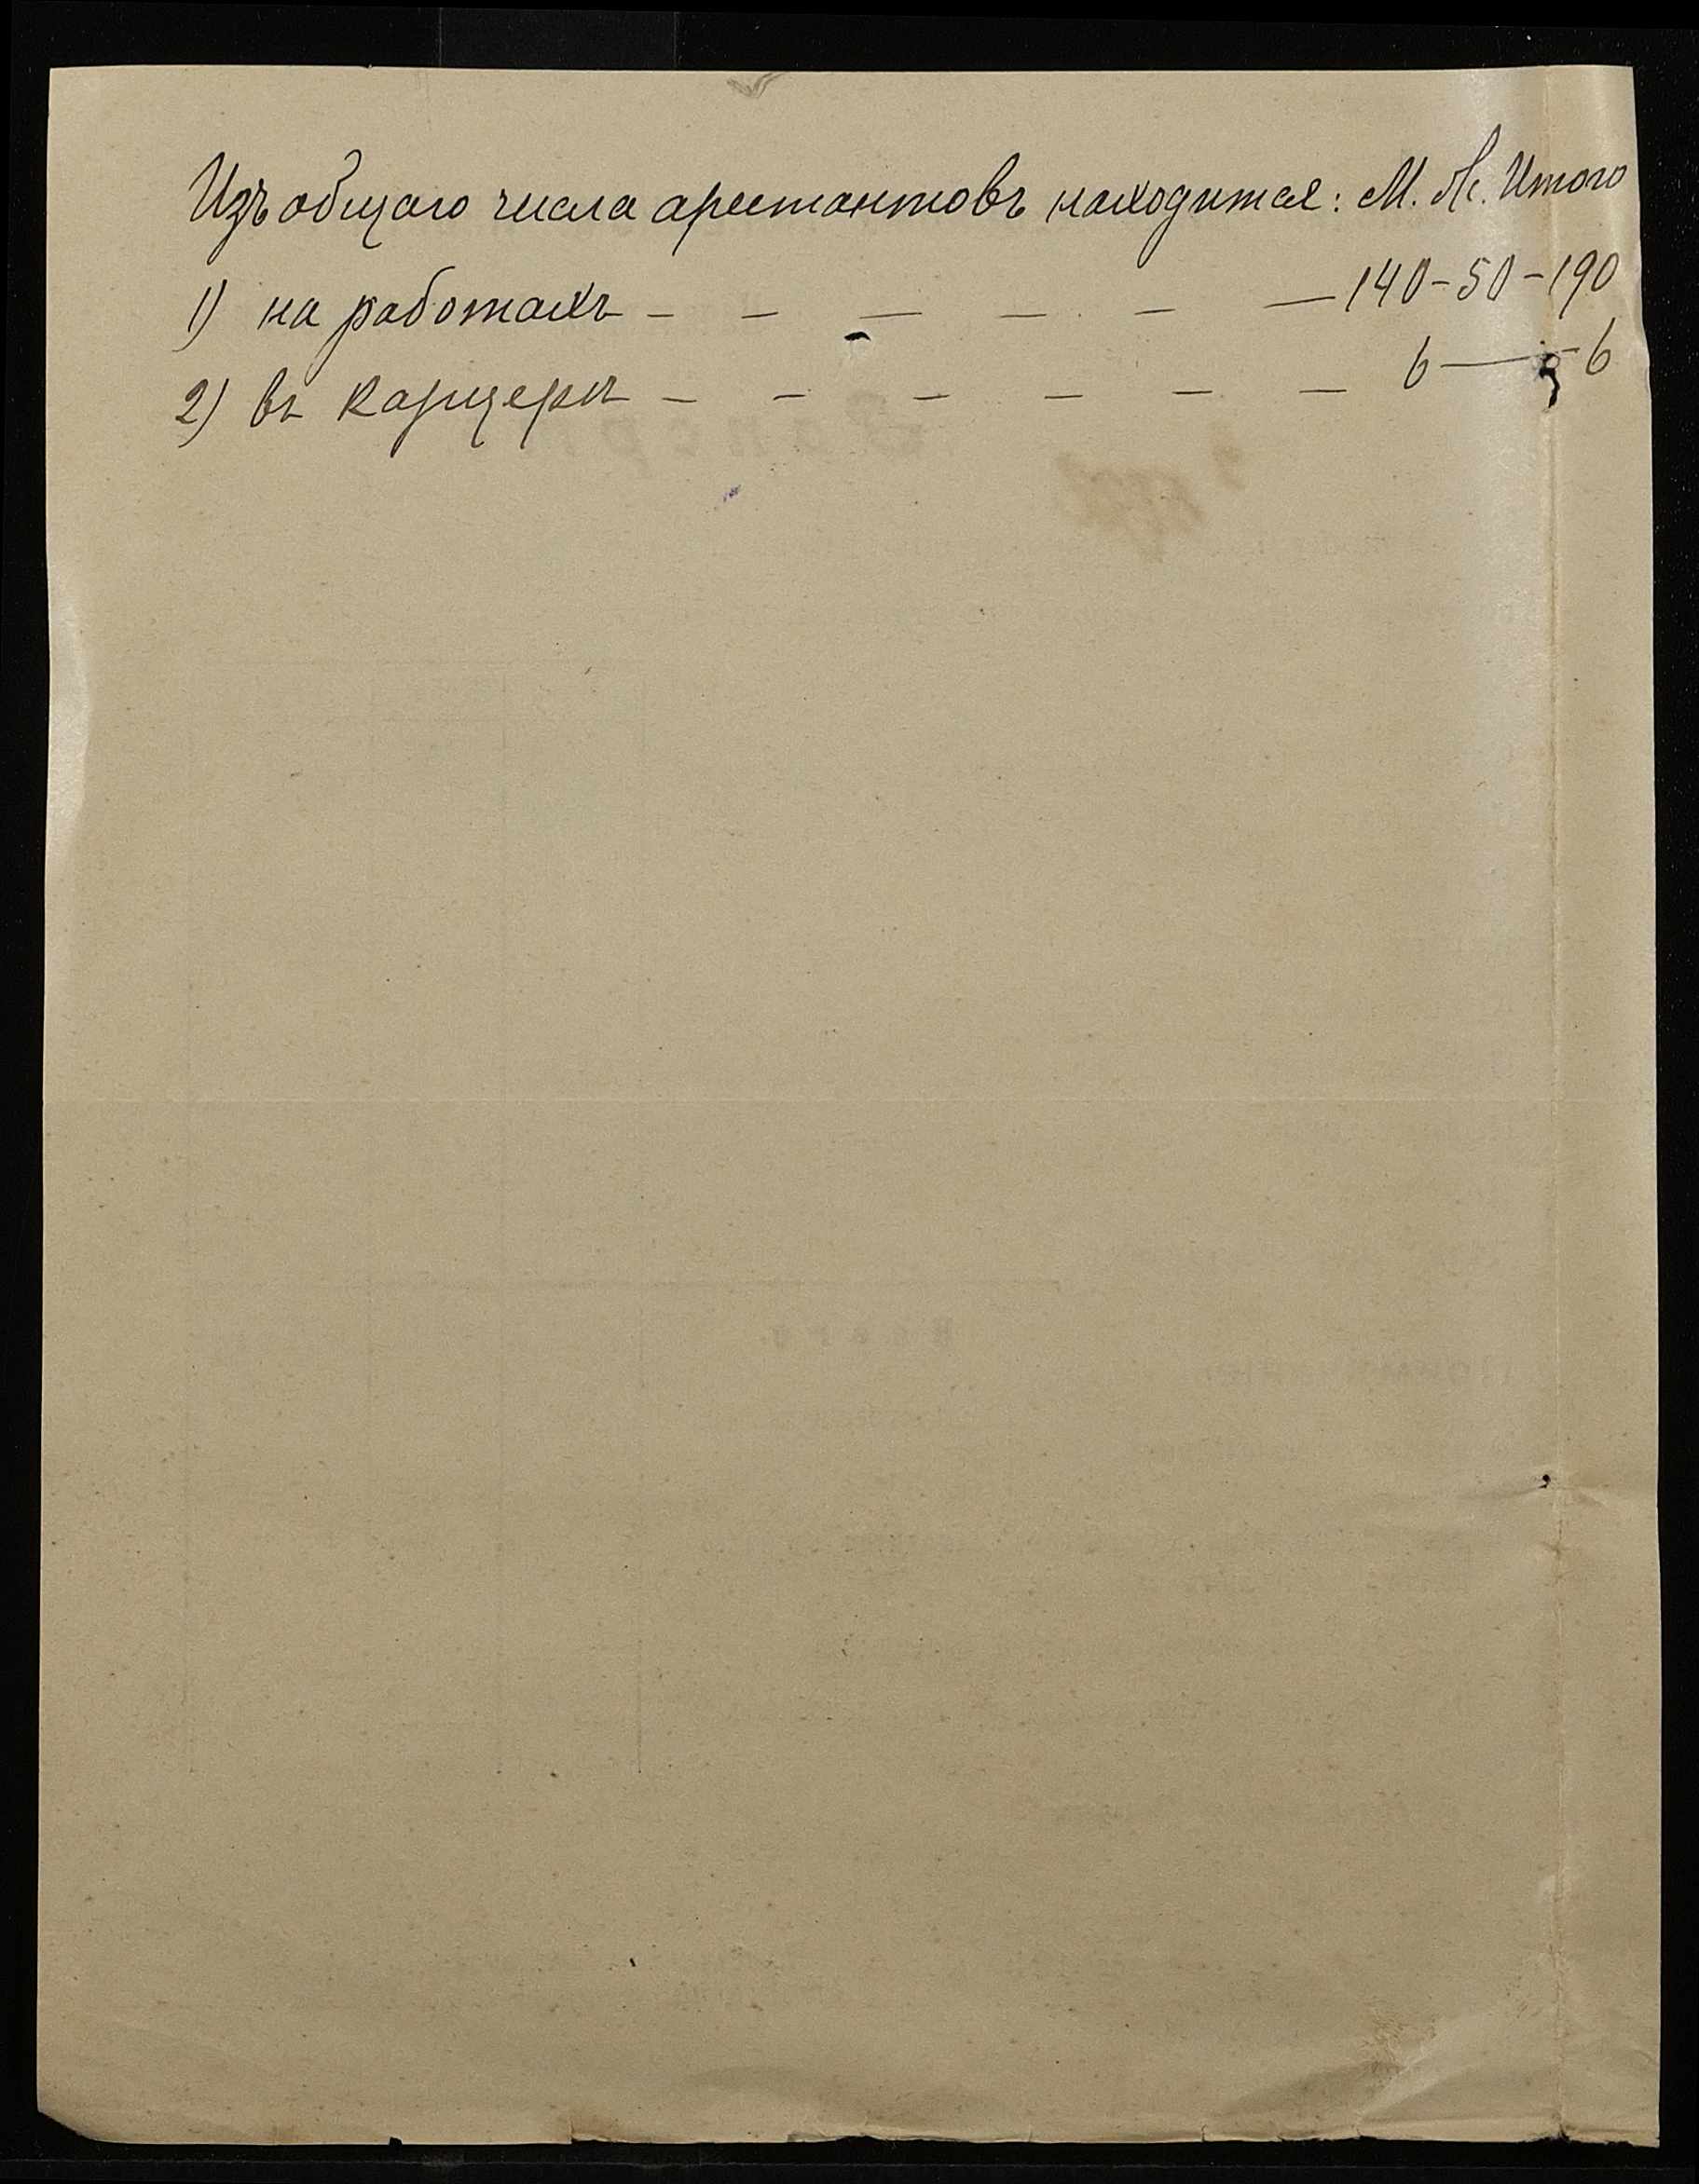 Изъ общаго числа арестантовъ находится: М. Ж. Итого
1) на работахъ — — — — — — 140 - 50 - 190
2) въ карцерѣ — — — — — — 6 — - 6